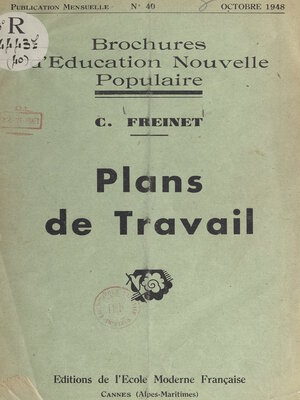 PUBLICATION MENSUELLE
N° 40
OCTOBRE 1948
R
Brochures
d'Education Nouvelle
Populaire
C. FREINET
Plans
de Travail
Editions de l'Ecole Moderne Française
CANNES (Alpes-Maritimes)